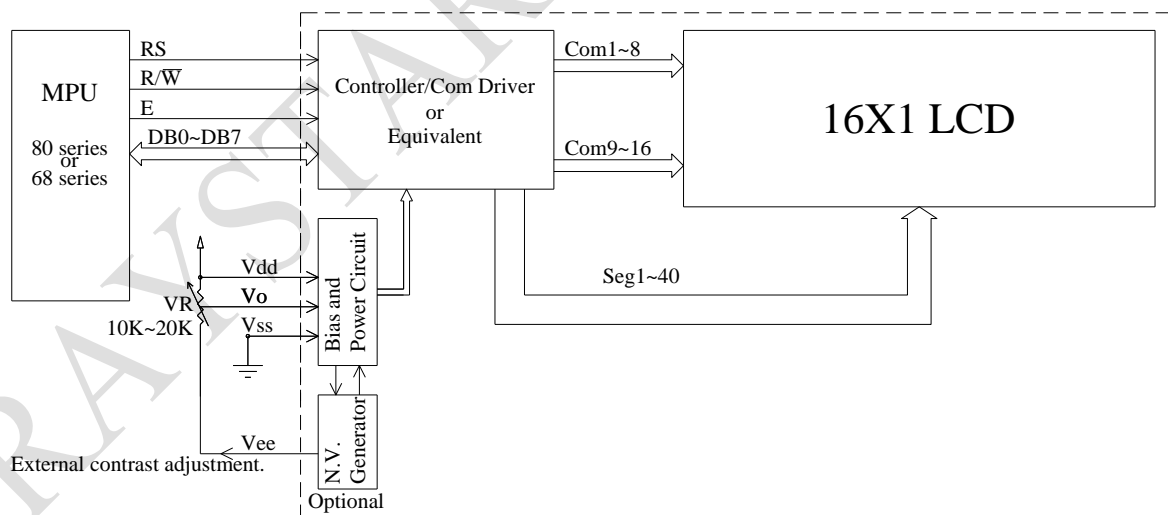 RS
R/W̅
E
DB0~DB7
MPU
80 series
or
68 series
Controller/Com Driver
or
Equivalent
Com1~8
Com9~16
16X1 LCD
Seg1~40
Vdd
Vo
Vss
VR
10K~20K
Bias and
Power Circuit
Vee
N.V.
Generator
Optional
External contrast adjustment.
RAYSTAR